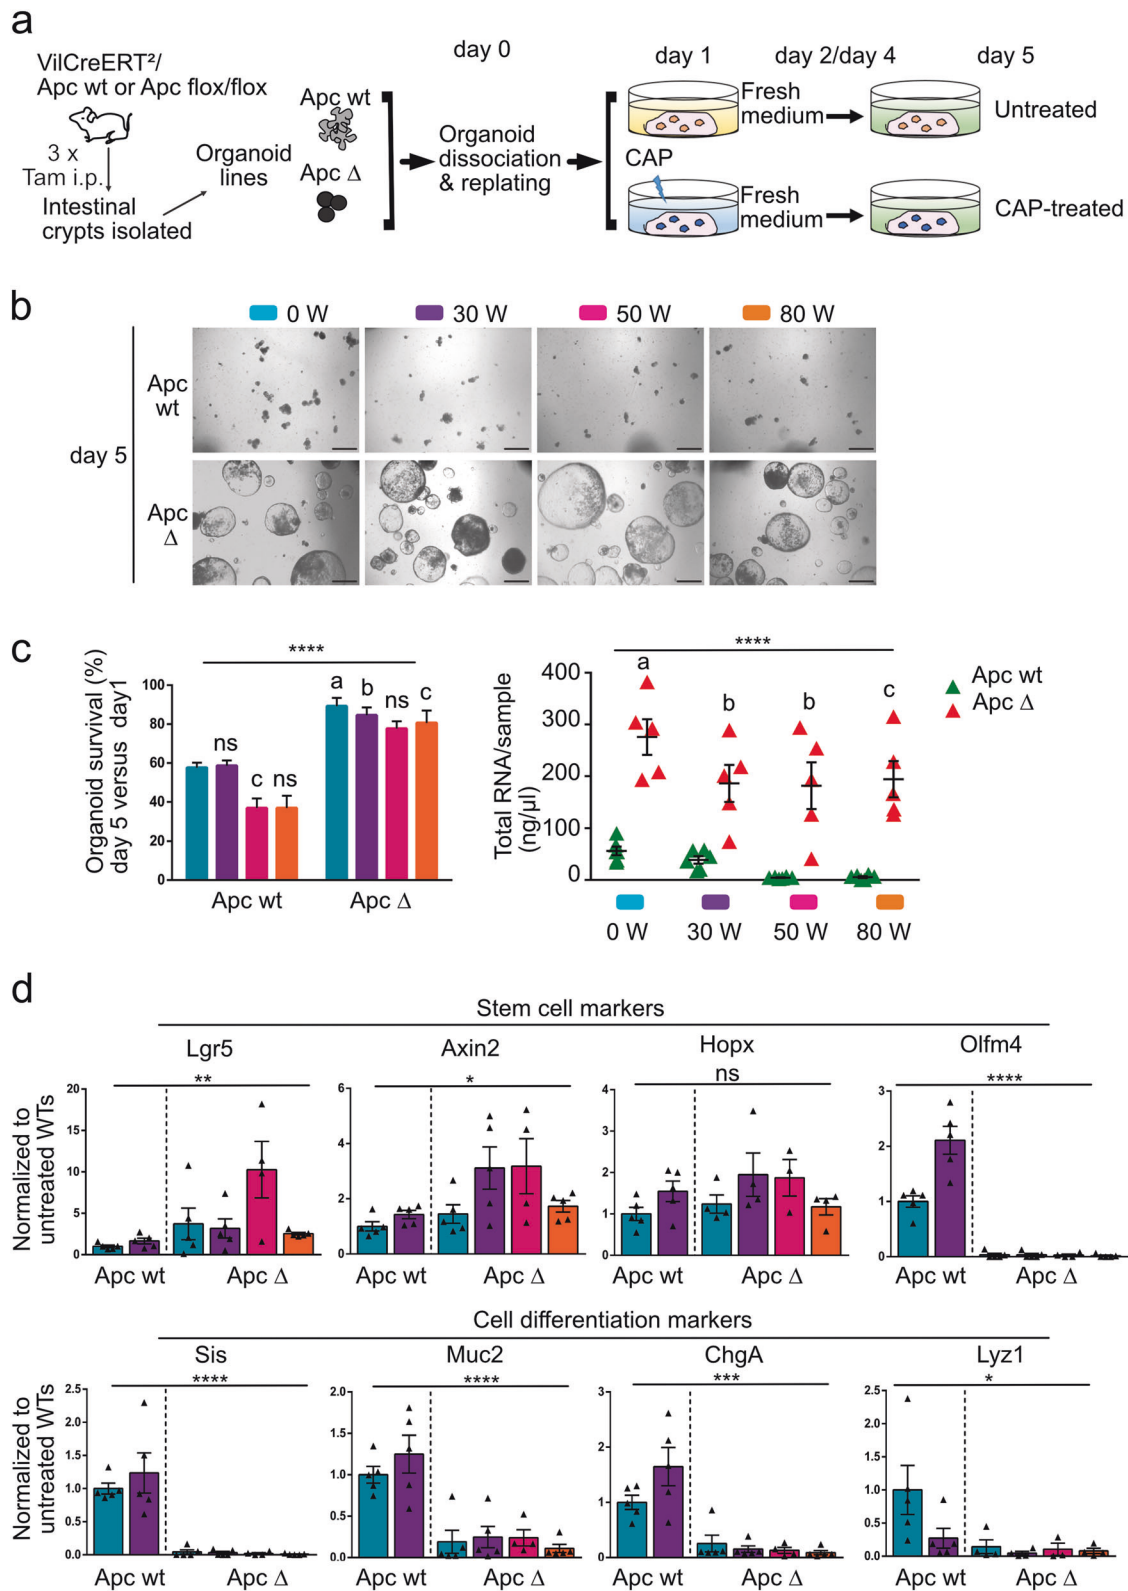 a
VilCreERT²/
Apc wt or Apc flox/flox
3 x
Tam i.p.
Intestinal
crypts isolated
Organoid
lines
Apc wt
Apc Δ
day 0
Organoid
dissociation
& replating
day 1
day 2/day 4
day 5
Fresh
medium
Untreated
CAP
Fresh
medium
CAP-treated
b
0 W
30 W
50 W
80 W
day 5
Apc
wt
Apc
Δ
c
Organoid survival (%)
day 5 versus day1
100
80
60
40
20
0
****
ns
c
ns
a
b
ns
c
Apc wt
Apc Δ
Total RNA/sample
(ng/µl)
400
300
200
100
0
****
a
b
b
c
Apc wt
Apc Δ
0 W
30 W
50 W
80 W
d
Stem cell markers
Lgr5
Axin2
Hopx
Olfm4
Normalized to
untreated WTs
20
15
10
5
0
**
Apc wt
Apc Δ
6
4
2
0
*
Apc wt
Apc Δ
4
3
2
1
0
ns
Apc wt
Apc Δ
3
2
1
0
****
Apc wt
Apc Δ
Cell differentiation markers
Sis
Muc2
ChgA
Lyz1
Normalized to
untreated WTs
2.5
2.0
1.5
1.0
0.5
0.0
****
Apc wt
Apc Δ
2.0
1.5
1.0
0.5
0.0
****
Apc wt
Apc Δ
3
2
1
0
***
Apc wt
Apc Δ
2.5
2.0
1.5
1.0
0.5
0.0
*
Apc wt
Apc Δ